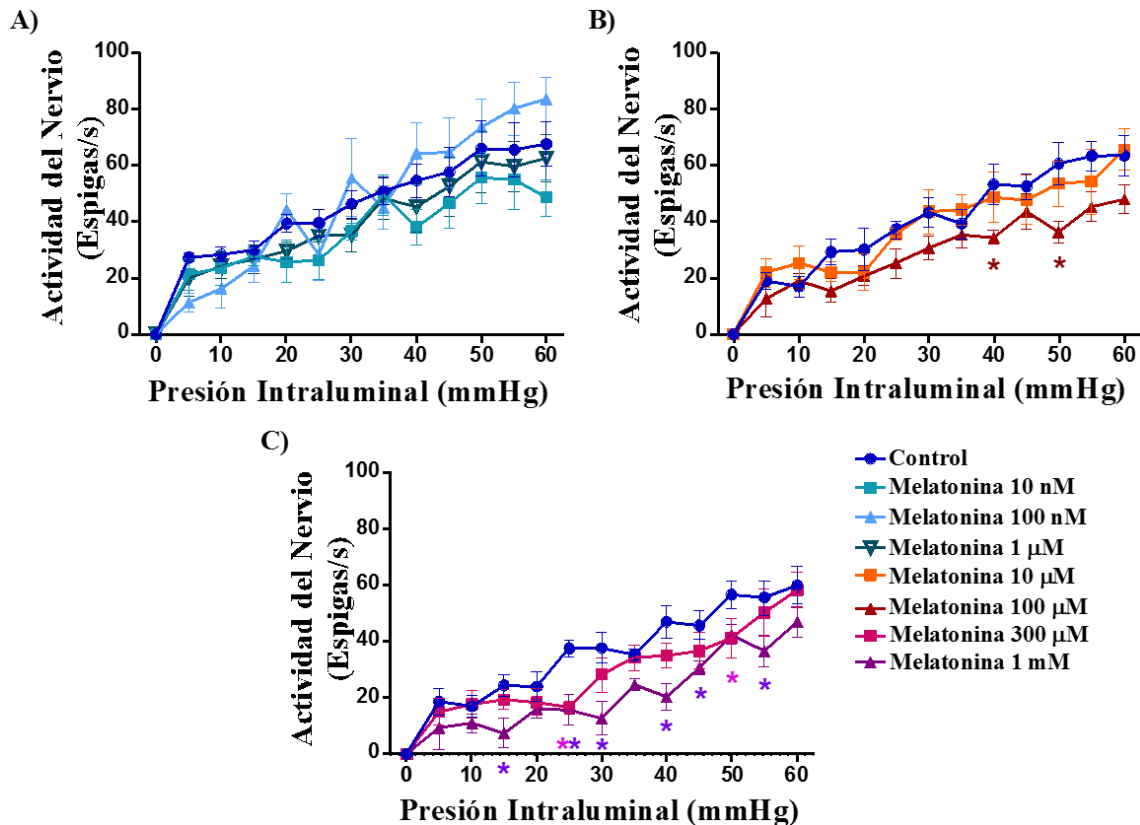 A)
100
80
60
40
20
0
Actividad del Nervio
(Espigas/s)
0 10 20 30 40 50 60
Presión Intraluminal (mmHg)
B)
100
80
60
40
20
0
Actividad del Nervio
(Espigas/s)
* *
0 10 20 30 40 50 60
Presión Intraluminal (mmHg)
C)
100
80
60
40
20
0
Actividad del Nervio
(Espigas/s)
* * * * * * * *
0 10 20 30 40 50 60
Presión Intraluminal (mmHg)
Control
Melatonina 10 nM
Melatonina 100 nM
Melatonina 1 μM
Melatonina 10 μM
Melatonina 100 μM
Melatonina 300 μM
Melatonina 1 mM